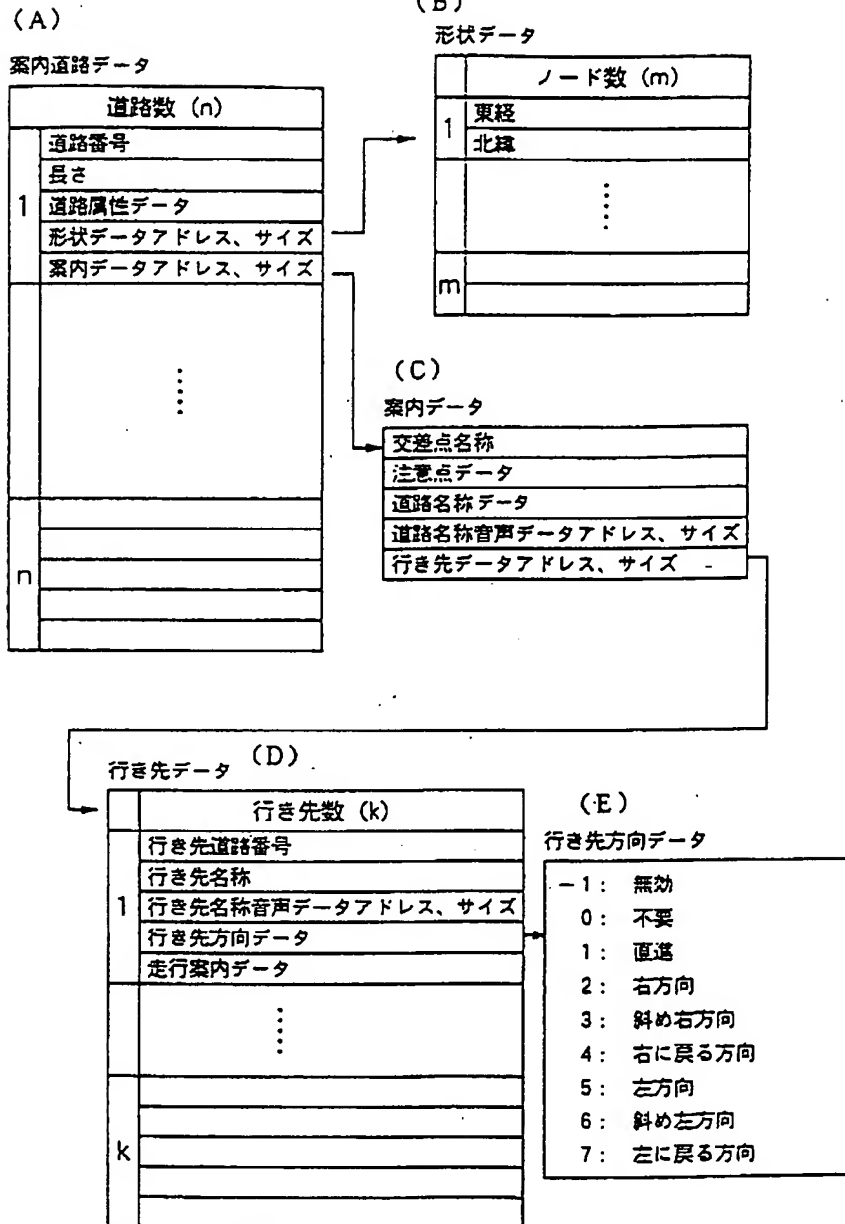 (A)
案内道路データ
道路数 (n)
1
道路番号
長さ
道路属性データ
形状データアドレス、サイズ
案内データアドレス、サイズ
n
(B)
形状データ
ノード数 (m)
1
東経
北緯
m
(C)
案内データ
交差点名称
注意点データ
道路名称データ
道路名称音声データアドレス、サイズ
行き先データアドレス、サイズ
(D)
行き先データ
行き先数 (k)
1
行き先道路番号
行き先名称
行き先名称音声データアドレス、サイズ
行き先方向データ
走行案内データ
k
(E)
行き先方向データ
-1: 無効
0: 不要
1: 直進
2: 右方向
3: 斜め右方向
4: 右に戻る方向
5: 左方向
6: 斜め左方向
7: 左に戻る方向